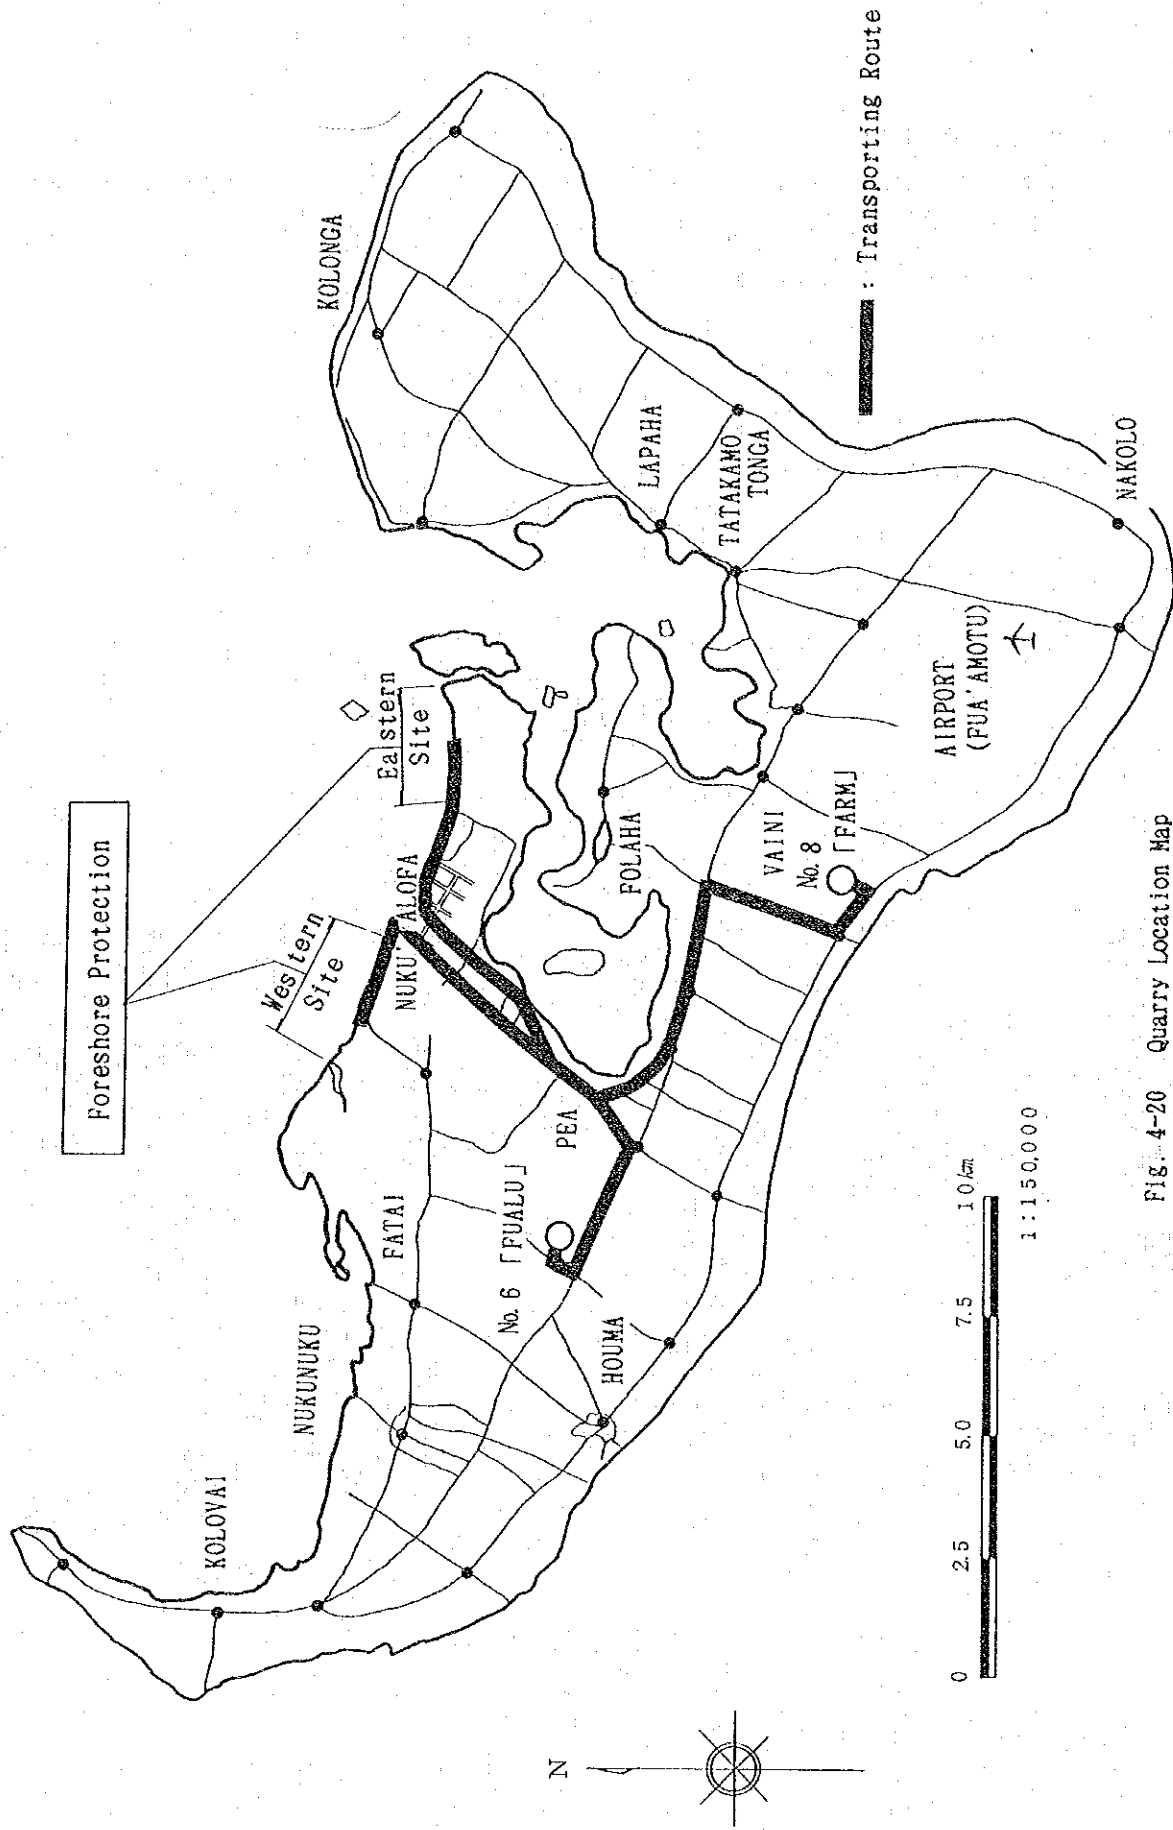 Foreshore Protection
Western
Site
Eastern
Site
KOLOVAI
NUKUNUKU
FATAI
NUKU'ALOFA
KOLONGA
No. 6 「FUALU」
PEA
FOLAHA
LAPAHA
TATAKAMO
TONGA
HOUMA
VAINI
No. 8
「FARM」
AIRPORT
(FUA'AMOTU)
NAKOLO
: Transporting Route
N
0 2.5 5.0 7.5 10km
1:150,000
Fig. 4-20 Quarry Location Map